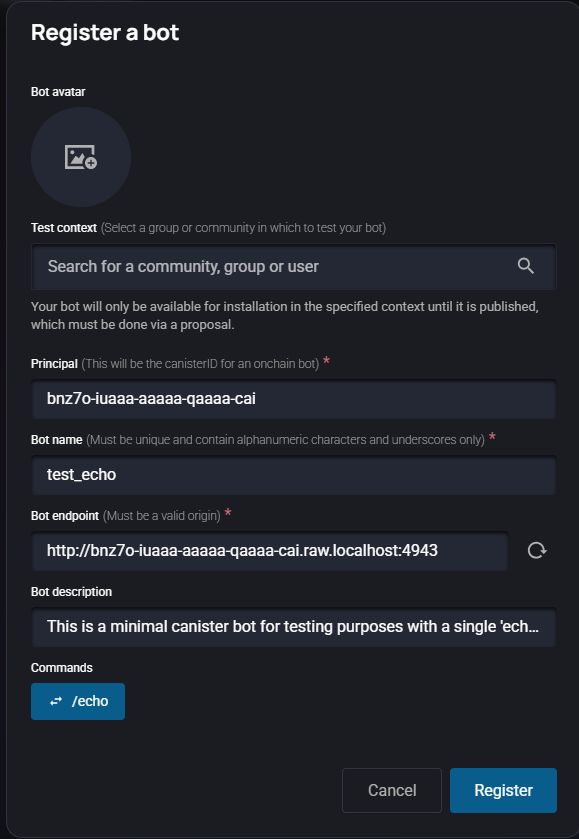 Register a bot
Bot avatar
Test context (Select a group or community in which to test your bot)
Search for a community, group or user
Your bot will only be available for installation in the specified context until it is published,
which must be done via a proposal.
Principal (This will be the canisterID for an onchain bot) *
bnz7o-iuaaa-aaaaa-qaaaa-cai
Bot name (Must be unique and contain alphanumeric characters and underscores only) *
test_echo
Bot endpoint (Must be a valid origin) *
http://bnz7o-iuaaa-aaaaa-qaaaa-cai.raw.localhost:4943
Bot description
This is a minimal canister bot for testing purposes with a single 'ech...
Commands
/echo
Cancel
Register